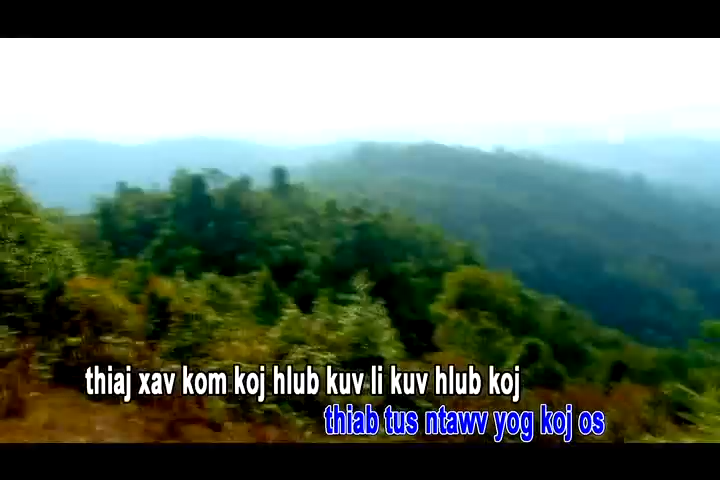 thiaj xav kom koj hlub kuv li kuv hlub koj
thiab tus ntawv yog koj os